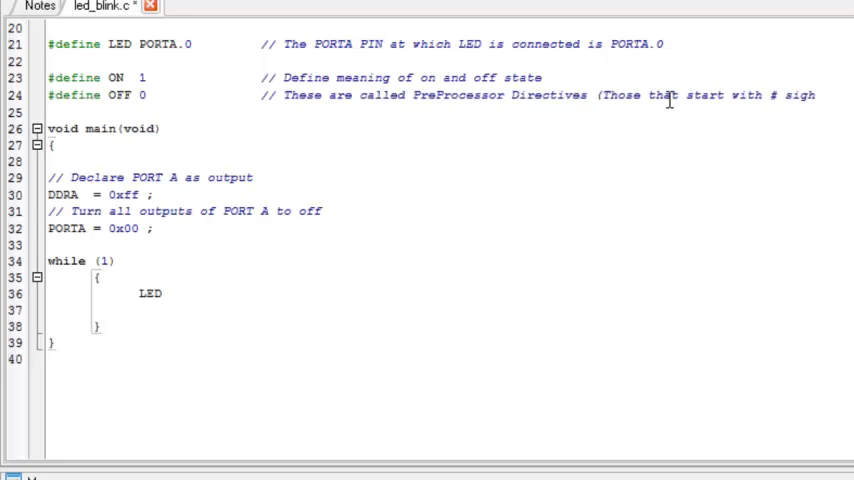 Notes led_blink.c *
20
21 #define LED PORTA.0 // The PORTA PIN at which LED is connected is PORTA.0
22
23 #define ON 1 // Define meaning of on and off state
24 #define OFF 0 // These are called PreProcessor Directives (Those that start with # sigh
25
26 void main(void)
27 {
28
29 // Declare PORT A as output
30 DDRA = 0xff ;
31 // Turn all outputs of PORT A to off
32 PORTA = 0x00 ;
33
34 while (1)
35 {
36 LED
37
38 }
39 }
40